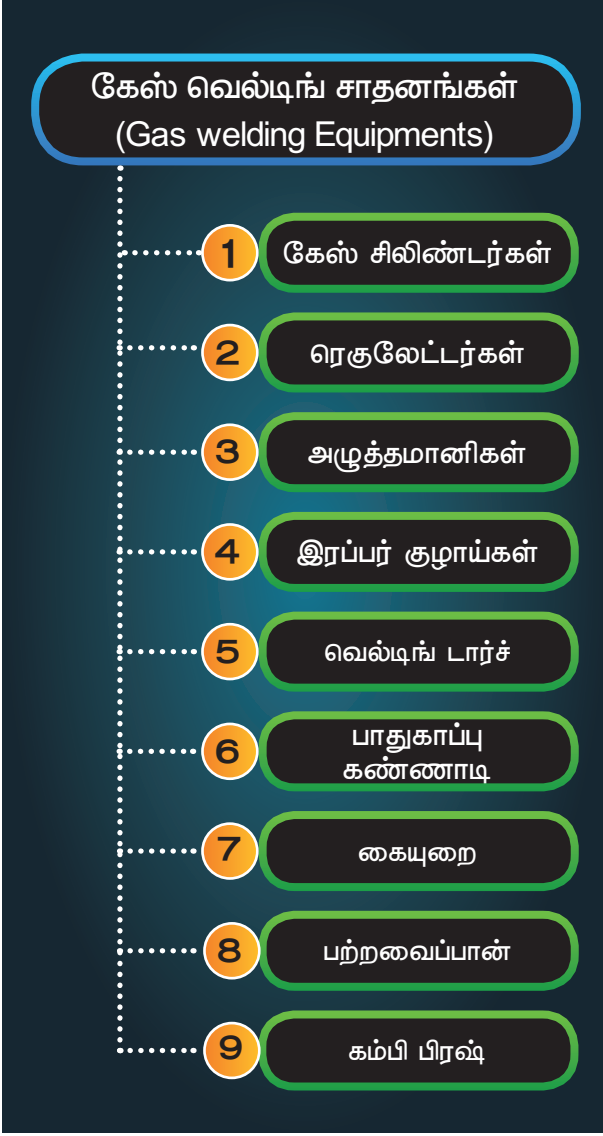 கேஸ் வெல்டிங் சாதனங்கள்
(Gas welding Equipments)
1 கேஸ் சிலிண்டர்கள்
2 ரெகுலேட்டர்கள்
3 அழுத்தமானிகள்
4 இரப்பர் குழாய்கள்
5 வெல்டிங் டார்ச்
6 பாதுகாப்பு
கண்ணாடி
7 கையுறை
8 பற்றவைப்பான்
9 கம்பி பிரஷ்